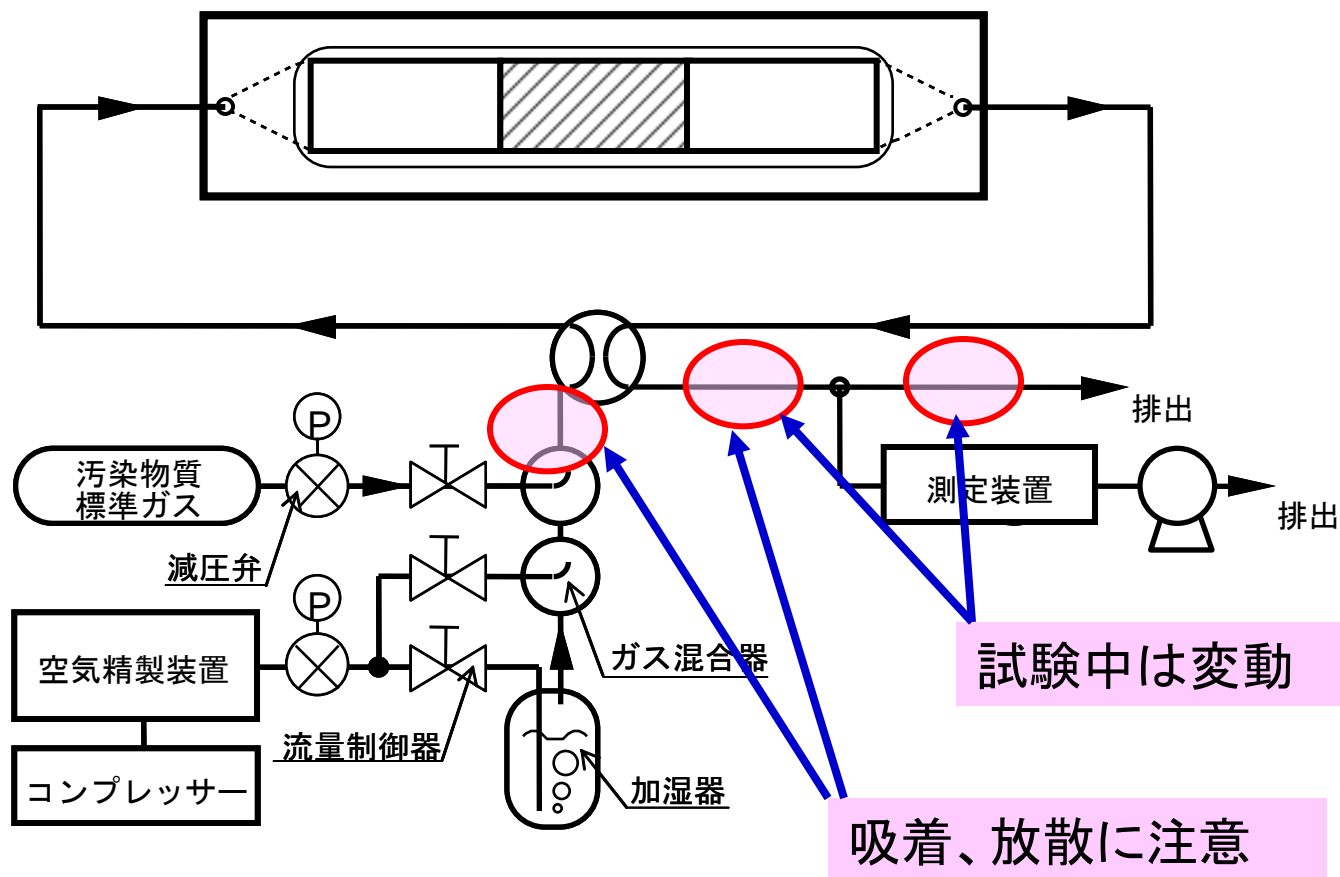 排出
P
汚染物質
標準ガス
測定装置
排出
減圧弁
P
ガス混合器
試験中は変動
空気精製装置
流量制御器
コンプレッサー
加湿器
吸着、放散に注意